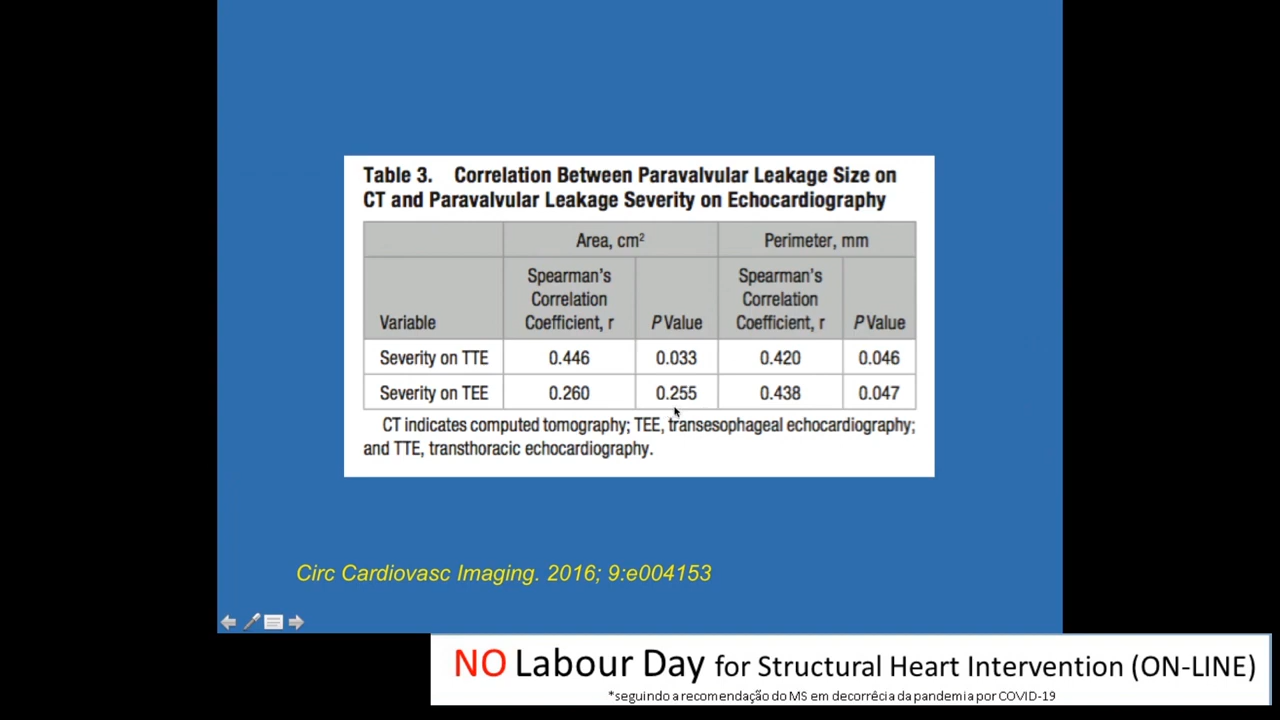 Table 3. Correlation Between Paravalvular Leakage Size on
CT and Paravalvular Leakage Severity on Echocardiography
Area, cm²
Perimeter, mm
Variable
Spearman's
Correlation
Coefficient, r
P Value
Spearman's
Correlation
Coefficient, r
P Value
Severity on TTE 0.446 0.033 0.420 0.046
Severity on TEE 0.260 0.255 0.438 0.047
CT indicates computed tomography; TEE, transesophageal echocardiography;
and TTE, transthoracic echocardiography.
Circ Cardiovasc Imaging. 2016; 9:e004153
NO Labour Day for Structural Heart Intervention (ON-LINE)
*seguindo a recomendação do MS em decorrêcia da pandemia por COVID-19